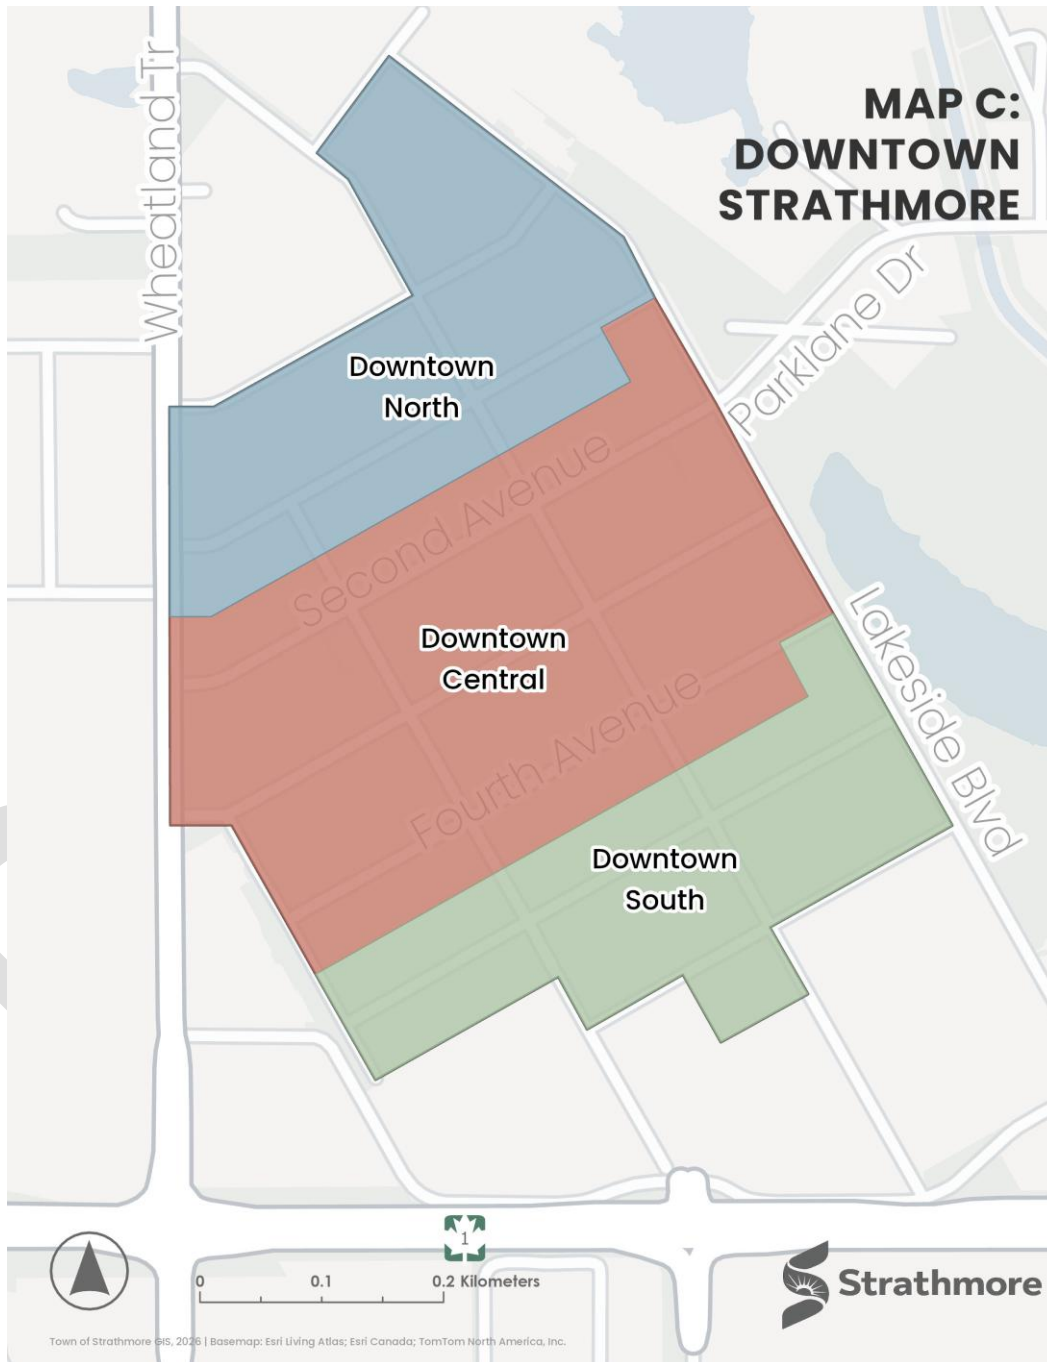 MAP C:
DOWNTOWN
STRATHMORE
Wheatland Tr
Parklane Dr
Downtown
North
Second Avenue
Downtown
Central
Lakeside Blvd
Fourth Avenue
Downtown
South
1
0 0.1 0.2 Kilometers
Strathmore
Town of Strathmore GIS, 2026 | Basemap: Esri Living Atlas; Esri Canada; TomTom North America, Inc.